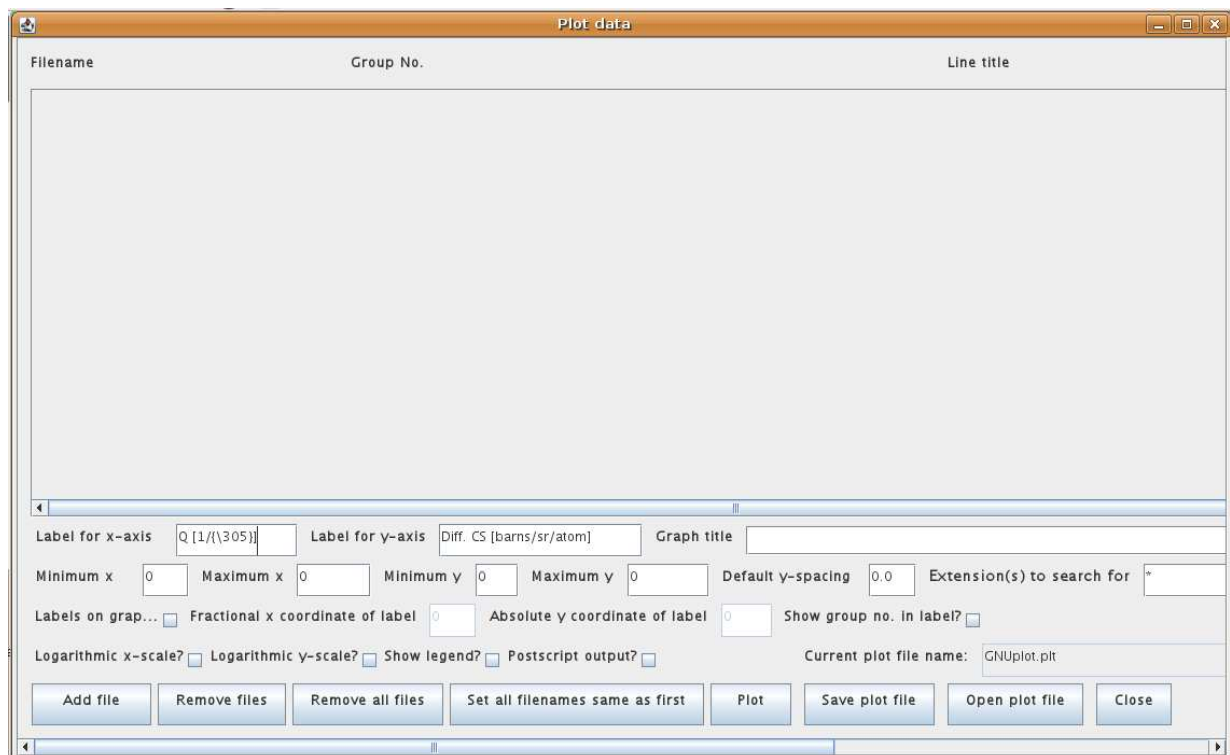 Plot data
Filename Group No. Line title
Label for x-axis Q [1/{\305}] Label for y-axis Diff. CS [barns/sr/atom] Graph title
Minimum x 0 Maximum x 0 Minimum y 0 Maximum y 0 Default y-spacing 0.0 Extension(s) to search for *
Labels on grap... Fractional x coordinate of label 0 Absolute y coordinate of label 0 Show group no. in label?
Logarithmic x-scale? Logarithmic y-scale? Show legend? Postscript output? Current plot file name: GNUplot.plt
Add file Remove files Remove all files Set all filenames same as first Plot Save plot file Open plot file Close